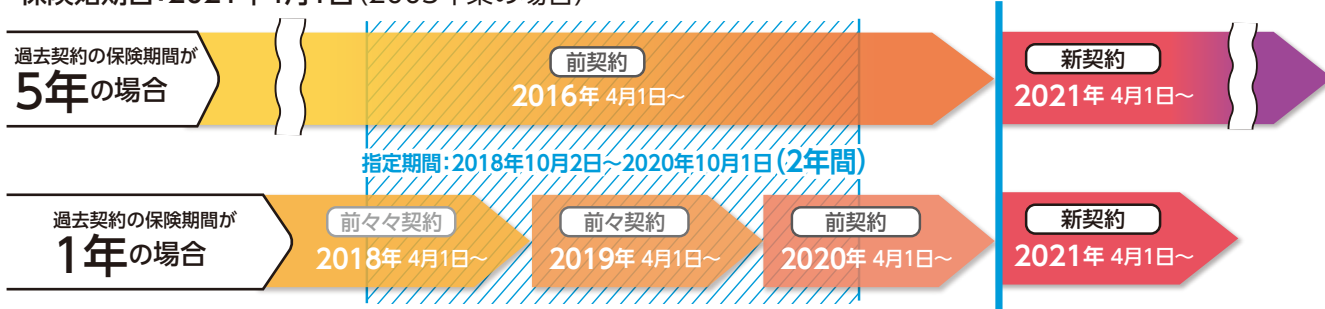 過去契約の保険期間が
5年の場合
前契約
2016年 4月1日～
新契約
2021年 4月1日～
指定期間：2018年10月2日～2020年10月1日（2年間）
過去契約の保険期間が
1年の場合
前々々契約
2018年 4月1日～
前々契約
2019年 4月1日～
前契約
2020年 4月1日～
新契約
2021年 4月1日～